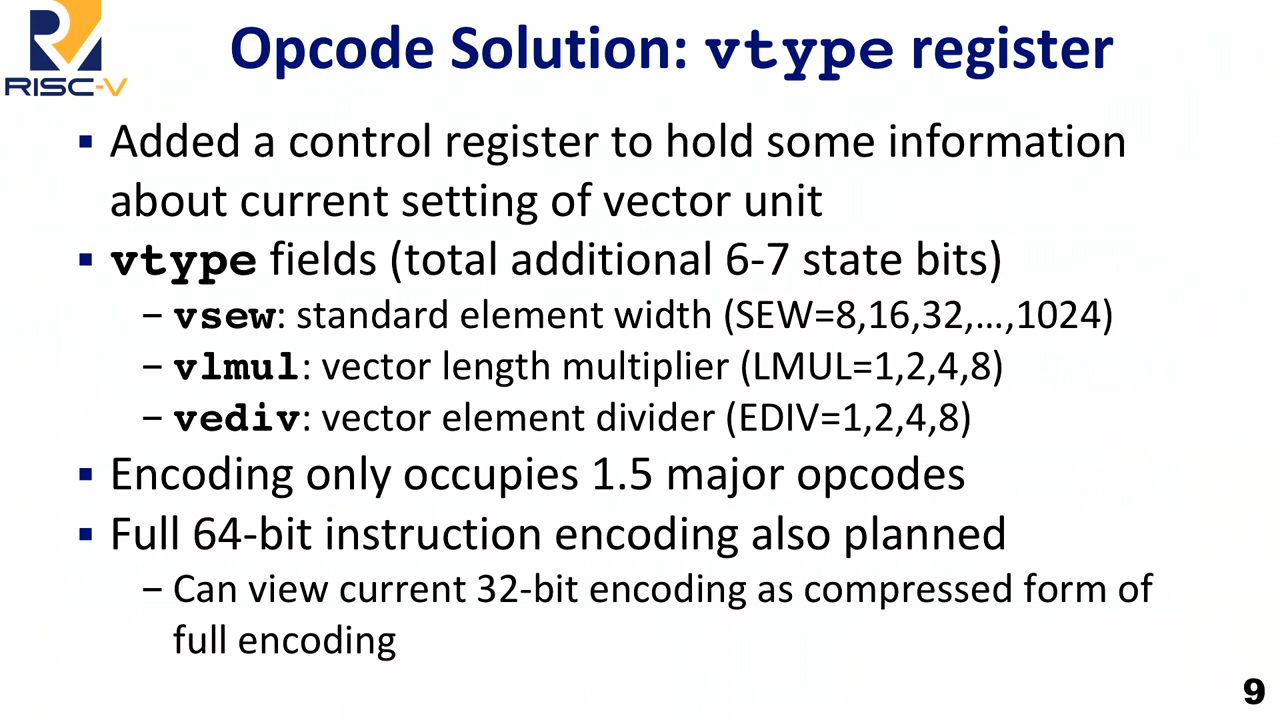 RISC-V
Opcode Solution: vtype register
▪ Added a control register to hold some information
about current setting of vector unit
▪ vtype fields (total additional 6-7 state bits)
– vsew: standard element width (SEW=8,16,32,…,1024)
– vlmul: vector length multiplier (LMUL=1,2,4,8)
– vediv: vector element divider (EDIV=1,2,4,8)
▪ Encoding only occupies 1.5 major opcodes
▪ Full 64-bit instruction encoding also planned
– Can view current 32-bit encoding as compressed form of
full encoding
9